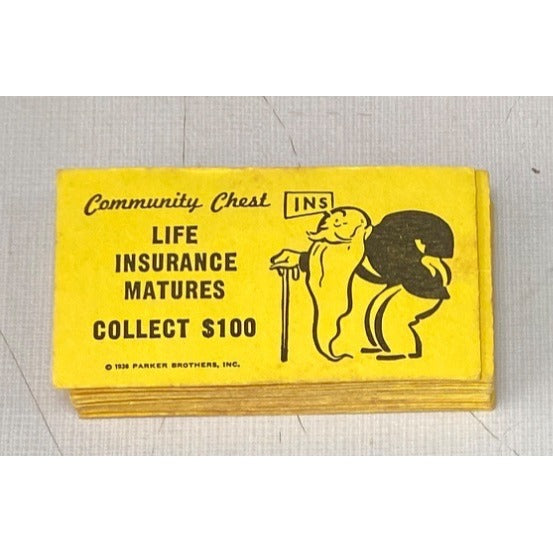 Community Chest
INS
LIFE
INSURANCE
MATURES
COLLECT $100
© 1936 PARKER BROTHERS, INC.